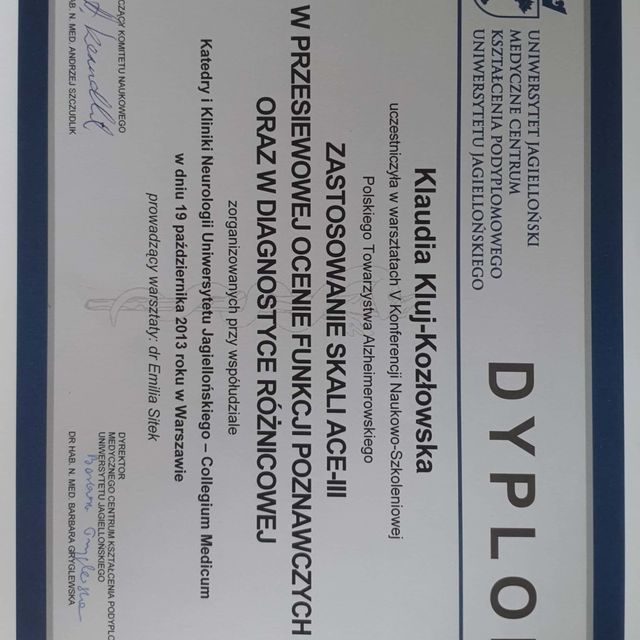 UNIWERSYTET JAGIELLOŃSKI
MEDYCZNE CENTRUM
KSZTAŁCENIA PODYPLOMOWEGO
UNIWERSYTETU JAGIELLOŃSKIEGO
DYPLO
Klaudia Kluj-Kozłowska
uczestniczyła w warsztatach V Konferencji Naukowo-Szkoleniowej
Polskiego Towarzystwa Alzheimerowskiego
ZASTOSOWANIE SKALI ACE-III
W PRZESIEWOWEJ OCENIE FUNKCJI POZNAWCZYCH
ORAZ W DIAGNOSTYCE RÓŻNICOWEJ
zorganizowanych przy współudziale
Katedry i Kliniki Neurologii Uniwersytetu Jagiellońskiego – Collegium Medicum
w dniu 19 października 2013 roku w Warszawie
prowadzący warsztaty: dr Emilia Sitek
CZĄCY KOMITETU NAUKOWEGO
HAB. N. MED. ANDRZEJ SZCZUDLIK
DYREKTOR
MEDYCZNEGO CENTRUM KSZTAŁCENIA PODYPLO
UNIWERSYTETU JAGIELLOŃSKIEGO
Barbara Gryglewska
DR HAB. N. MED. BARBARA GRYGLEWSKA